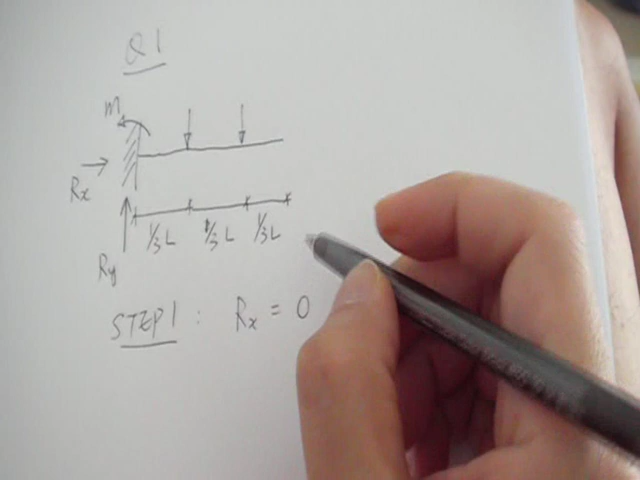 Q1
m
Rx
1/3 L 1/3 L 1/3 L
Ry
STEP 1 : Rx = 0